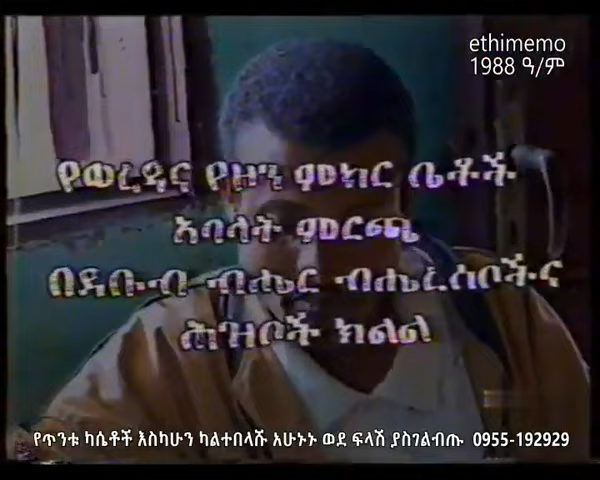 ethimemo
1988 ዓ/ም
የወረዳና የዞን ምክር ቤቶች
አባላት ምርጫ
በደቡብ ብሔር ብሔረሰቦችና
ሕዝቦች ክልል
የጥንቱ ካሴቶች እስካሁን ካልተበላሹ አሁኑኑ ወደ ፍላሽ ያስገልብጡ 0955-192929